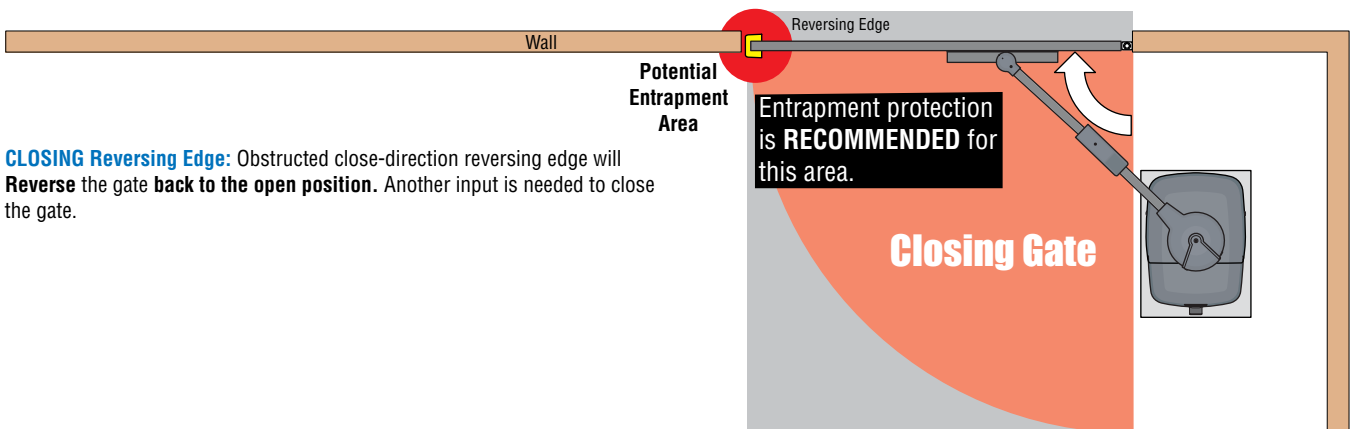 Reversing Edge
Wall
Potential
Entrapment
Area
Entrapment protection
is RECOMMENDED for
this area.
CLOSING Reversing Edge: Obstructed close-direction reversing edge will
Reverse the gate back to the open position. Another input is needed to close
the gate.
Closing Gate